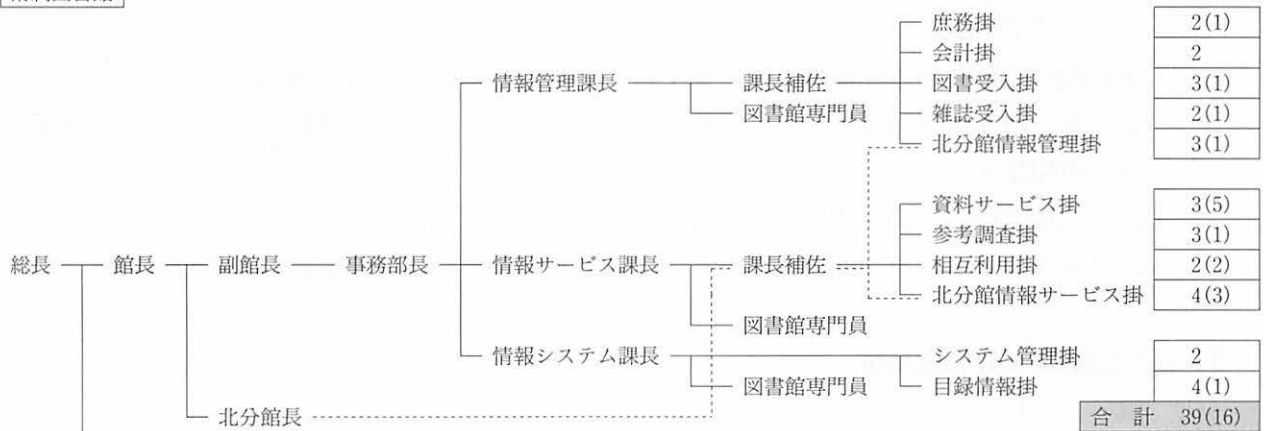 庶務掛 2(1)
会計掛 2
情報管理課長 課長補佐 図書受入掛 3(1)
図書館専門員 雑誌受入掛 2(1)
北分館情報管理掛 3(1)
資料サービス掛 3(5)
参考調査掛 3(1)
総長 館長 副館長 事務部長 情報サービス課長 課長補佐 相互利用掛 2(2)
北分館情報サービス掛 4(3)
図書館専門員
情報システム課長 システム管理掛 2
図書館専門員 目録情報掛 4(1)
北分館長 合計 39(16)